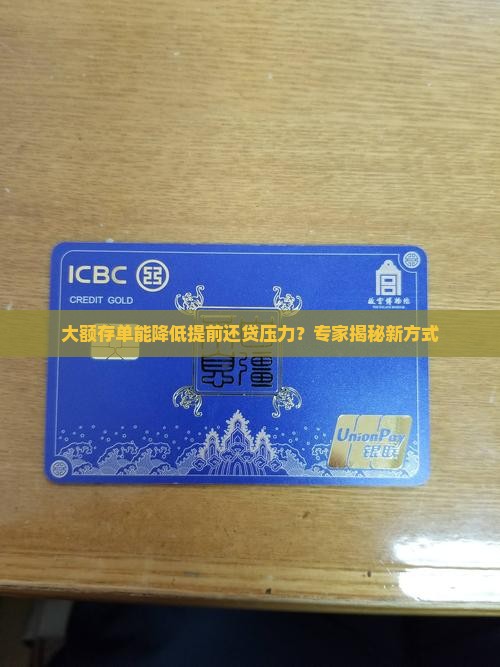 ICBC
CREDIT GOLD
故宫博物院
大额存单能降低提前还贷压力？专家揭秘新方式
UnionPay
银联